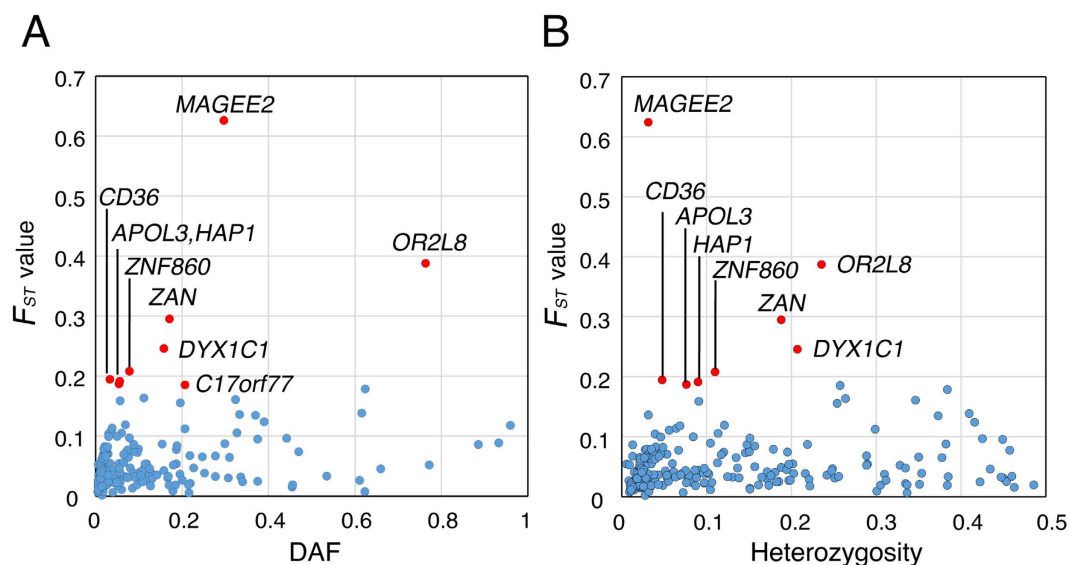 A
0.7
0.6
0.5
0.4
0.3
0.2
0.1
0
F_ST value
MAGEE2
CD36
APOL3,HAP1
ZNF860
ZAN
OR2L8
DYX1C1
C17orf77
0 0.2 0.4 0.6 0.8 1
DAF
B
0.7
0.6
0.5
0.4
0.3
0.2
0.1
0
F_ST value
MAGEE2
CD36
APOL3
HAP1
ZNF860
OR2L8
ZAN
DYX1C1
0 0.1 0.2 0.3 0.4 0.5
Heterozygosity